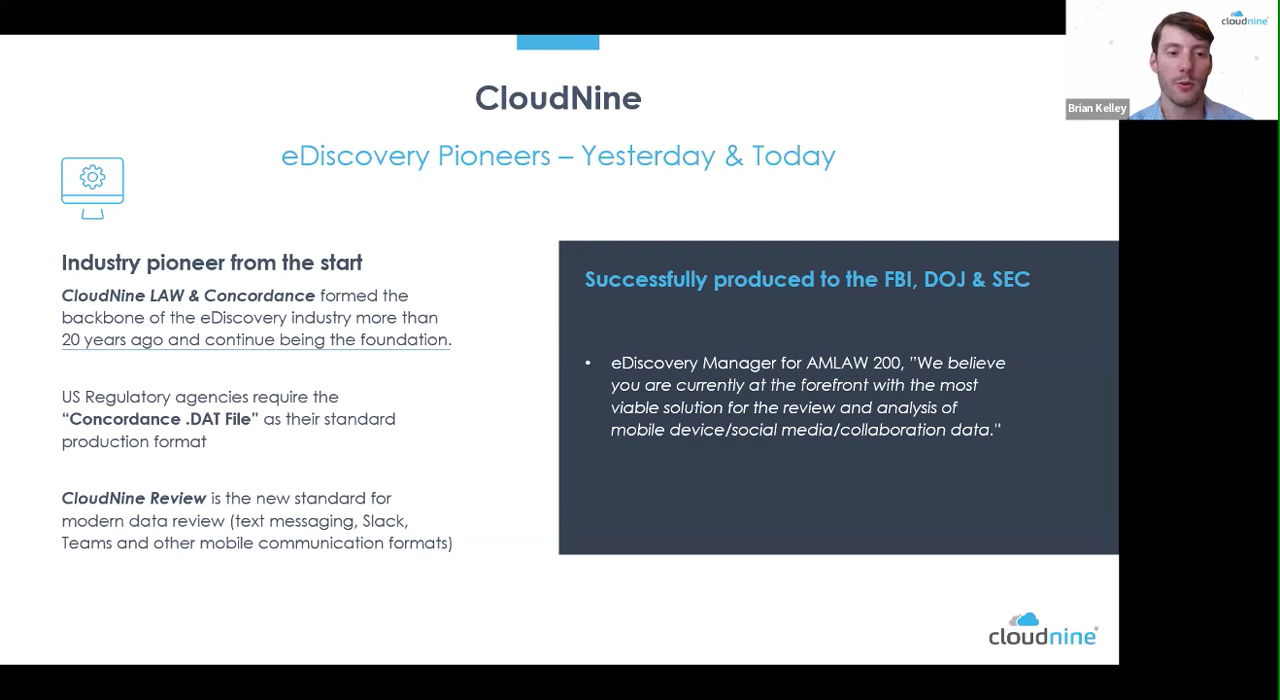 cloudnine
Brian Kelley
CloudNine
eDiscovery Pioneers – Yesterday & Today
Industry pioneer from the start
CloudNine LAW & Concordance formed the
backbone of the eDiscovery industry more than
20 years ago and continue being the foundation.
US Regulatory agencies require the
“Concordance .DAT File” as their standard
production format
CloudNine Review is the new standard for
modern data review (text messaging, Slack,
Teams and other mobile communication formats)
Successfully produced to the FBI, DOJ & SEC
• eDiscovery Manager for AMLAW 200, "We believe
you are currently at the forefront with the most
viable solution for the review and analysis of
mobile device/social media/collaboration data."
cloudnine